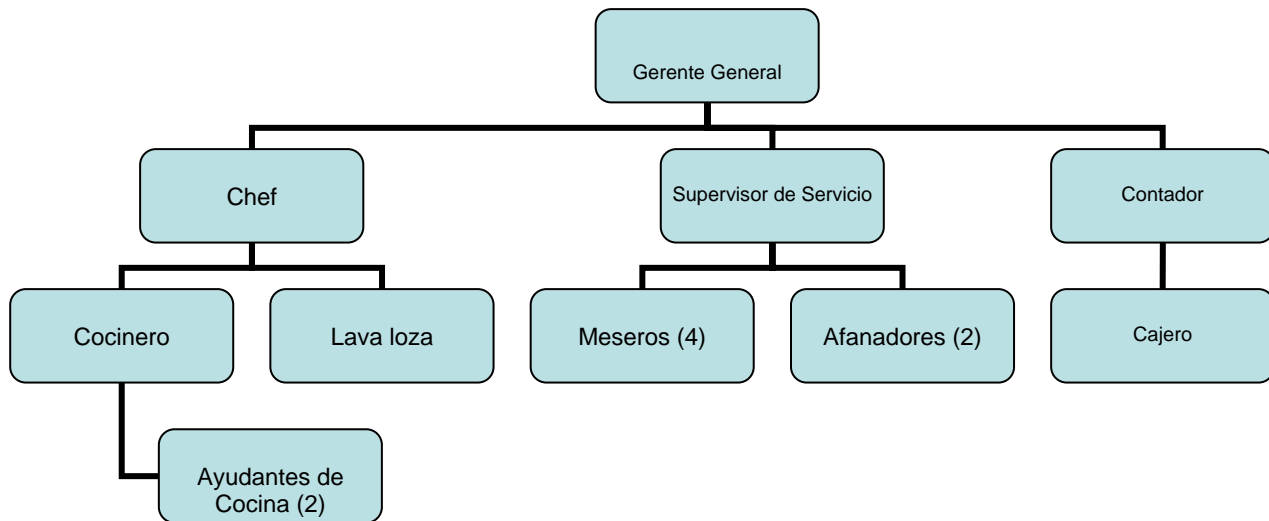 Gerente General
Chef
Supervisor de Servicio
Contador
Cocinero
Lava loza
Meseros (4)
Afanadores (2)
Cajero
Ayudantes de
Cocina (2)